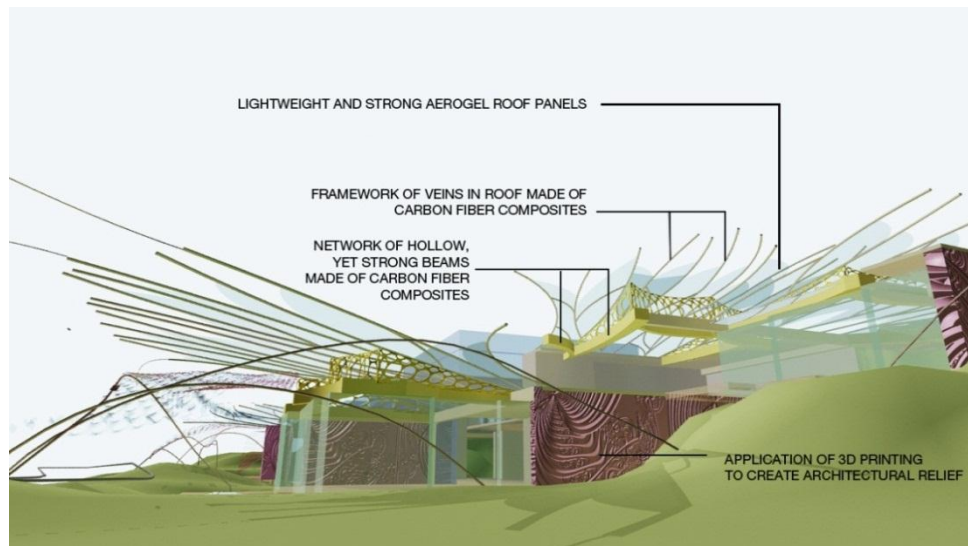 LIGHTWEIGHT AND STRONG AEROGEL ROOF PANELS
FRAMEWORK OF VEINS IN ROOF MADE OF
CARBON FIBER COMPOSITES
NETWORK OF HOLLOW,
YET STRONG BEAMS
MADE OF CARBON FIBER
COMPOSITES
APPLICATION OF 3D PRINTING
TO CREATE ARCHITECTURAL RELIEF